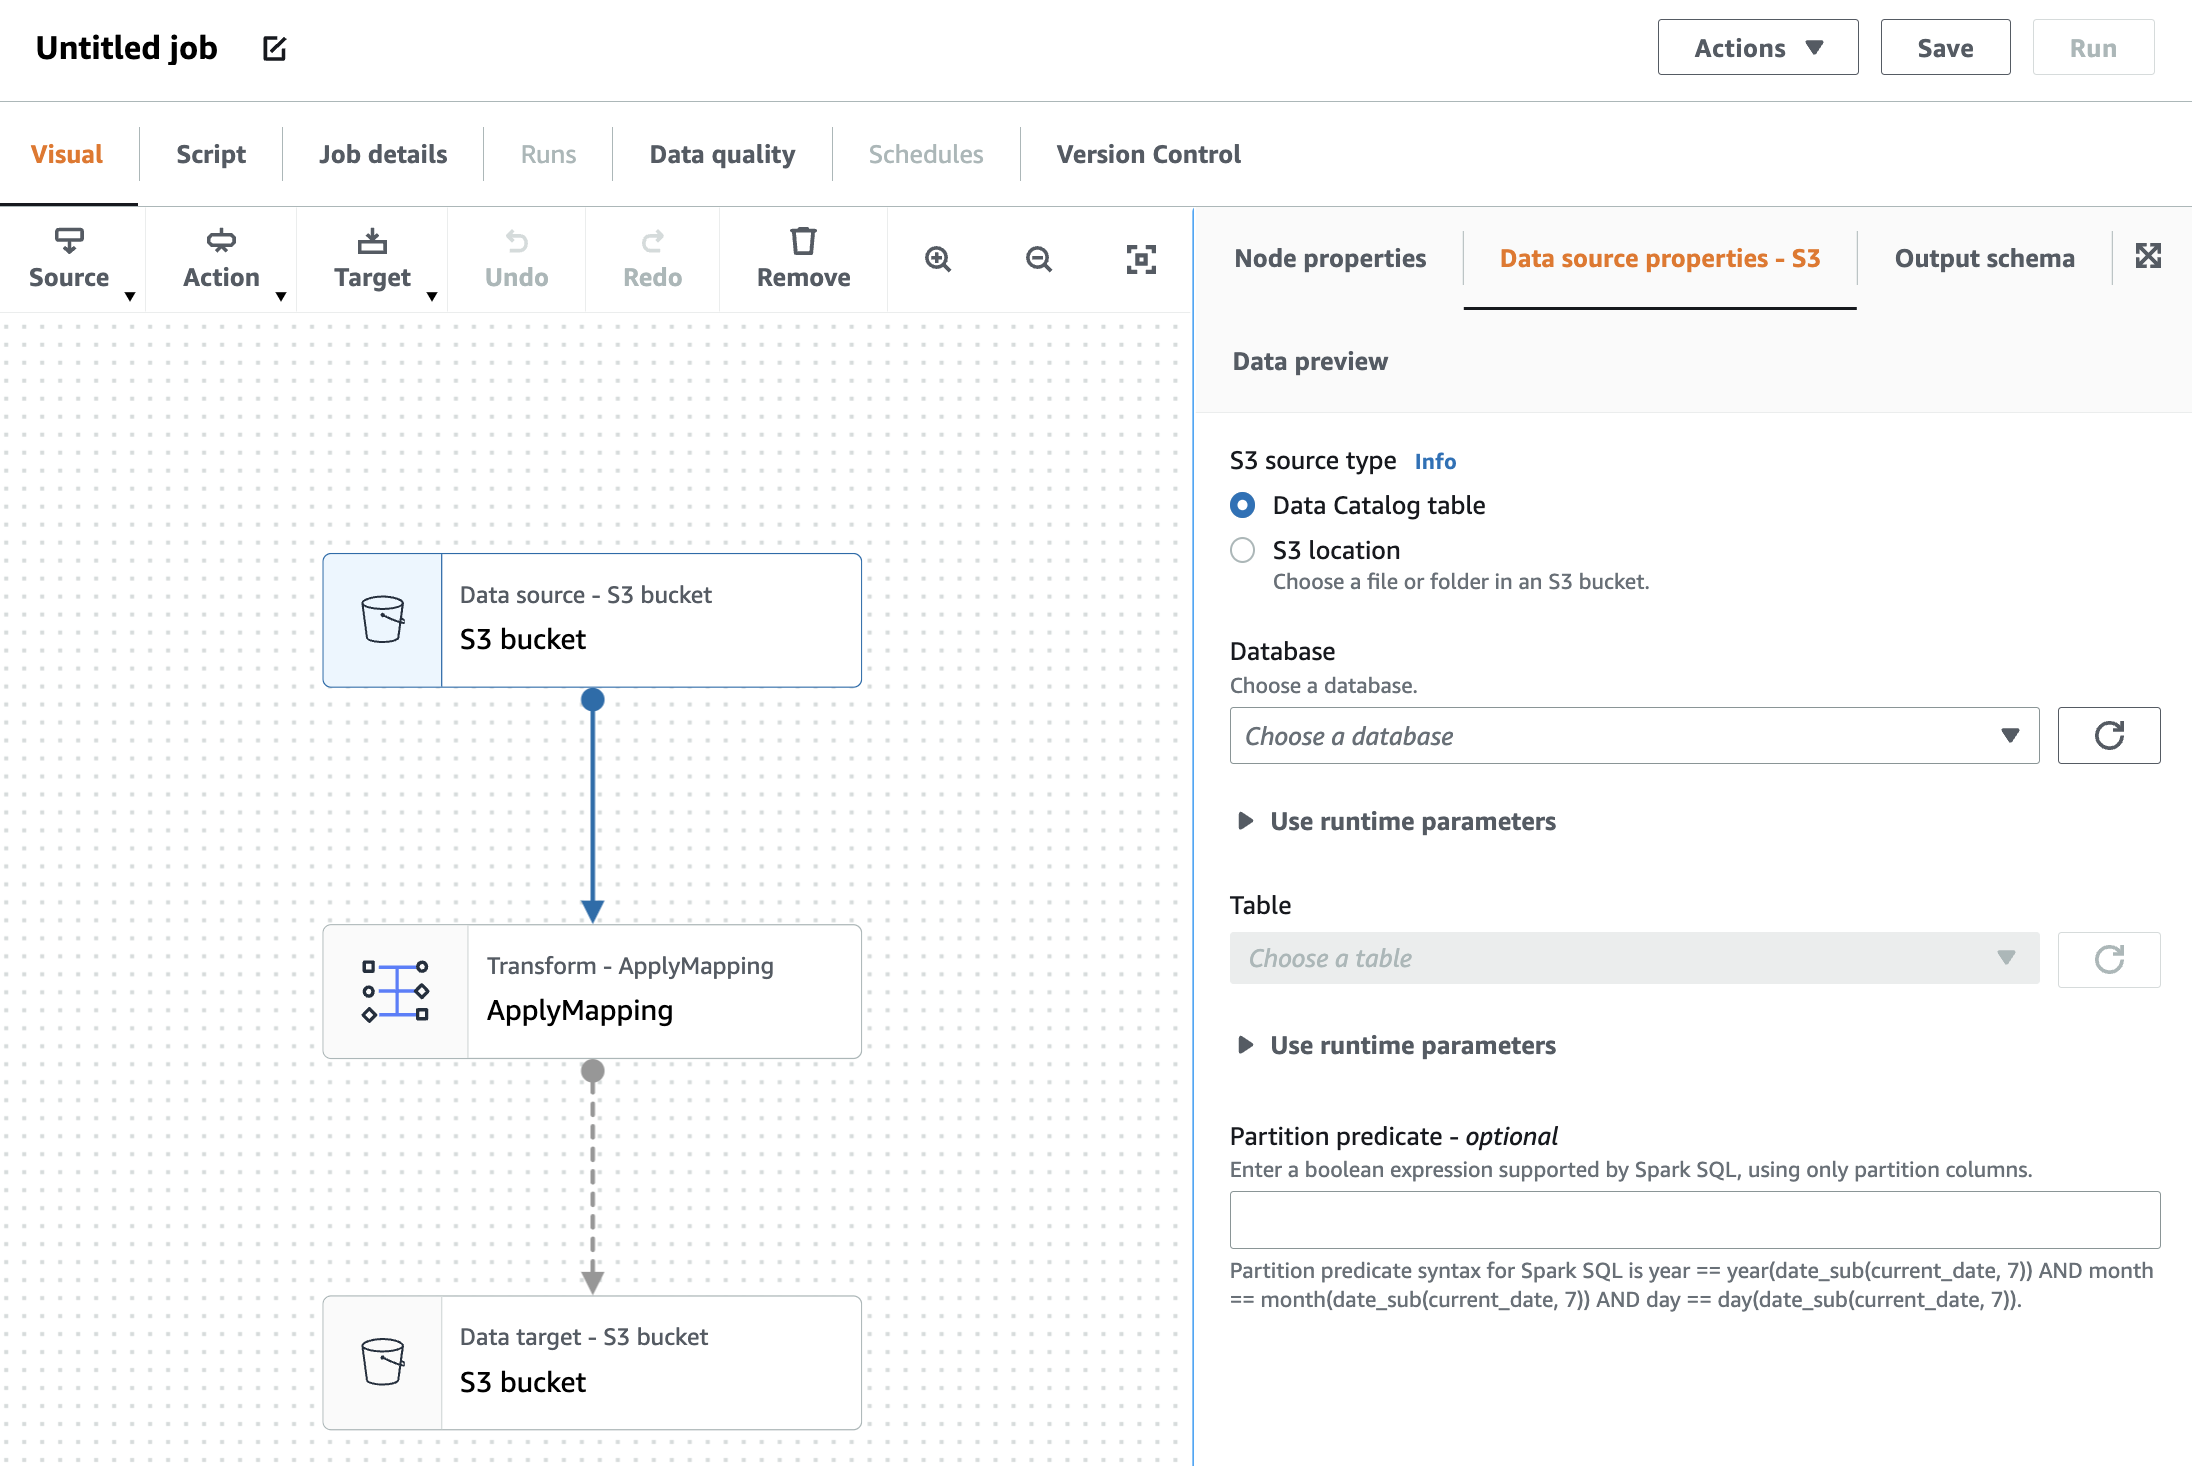 Untitled job
Actions
Save
Run
Visual
Script
Job details
Runs
Data quality
Schedules
Version Control
Source
Action
Target
Undo
Redo
Remove
Node properties
Data source properties - S3
Output schema
Data preview
Data source - S3 bucket
S3 bucket
Transform - ApplyMapping
ApplyMapping
Data target - S3 bucket
S3 bucket
S3 source type Info
Data Catalog table
S3 location
Choose a file or folder in an S3 bucket.
Database
Choose a database.
Choose a database
Use runtime parameters
Table
Choose a table
Use runtime parameters
Partition predicate - optional
Enter a boolean expression supported by Spark SQL, using only partition columns.
Partition predicate syntax for Spark SQL is year == year(date_sub(current_date, 7)) AND month
== month(date_sub(current_date, 7)) AND day == day(date_sub(current_date, 7)).